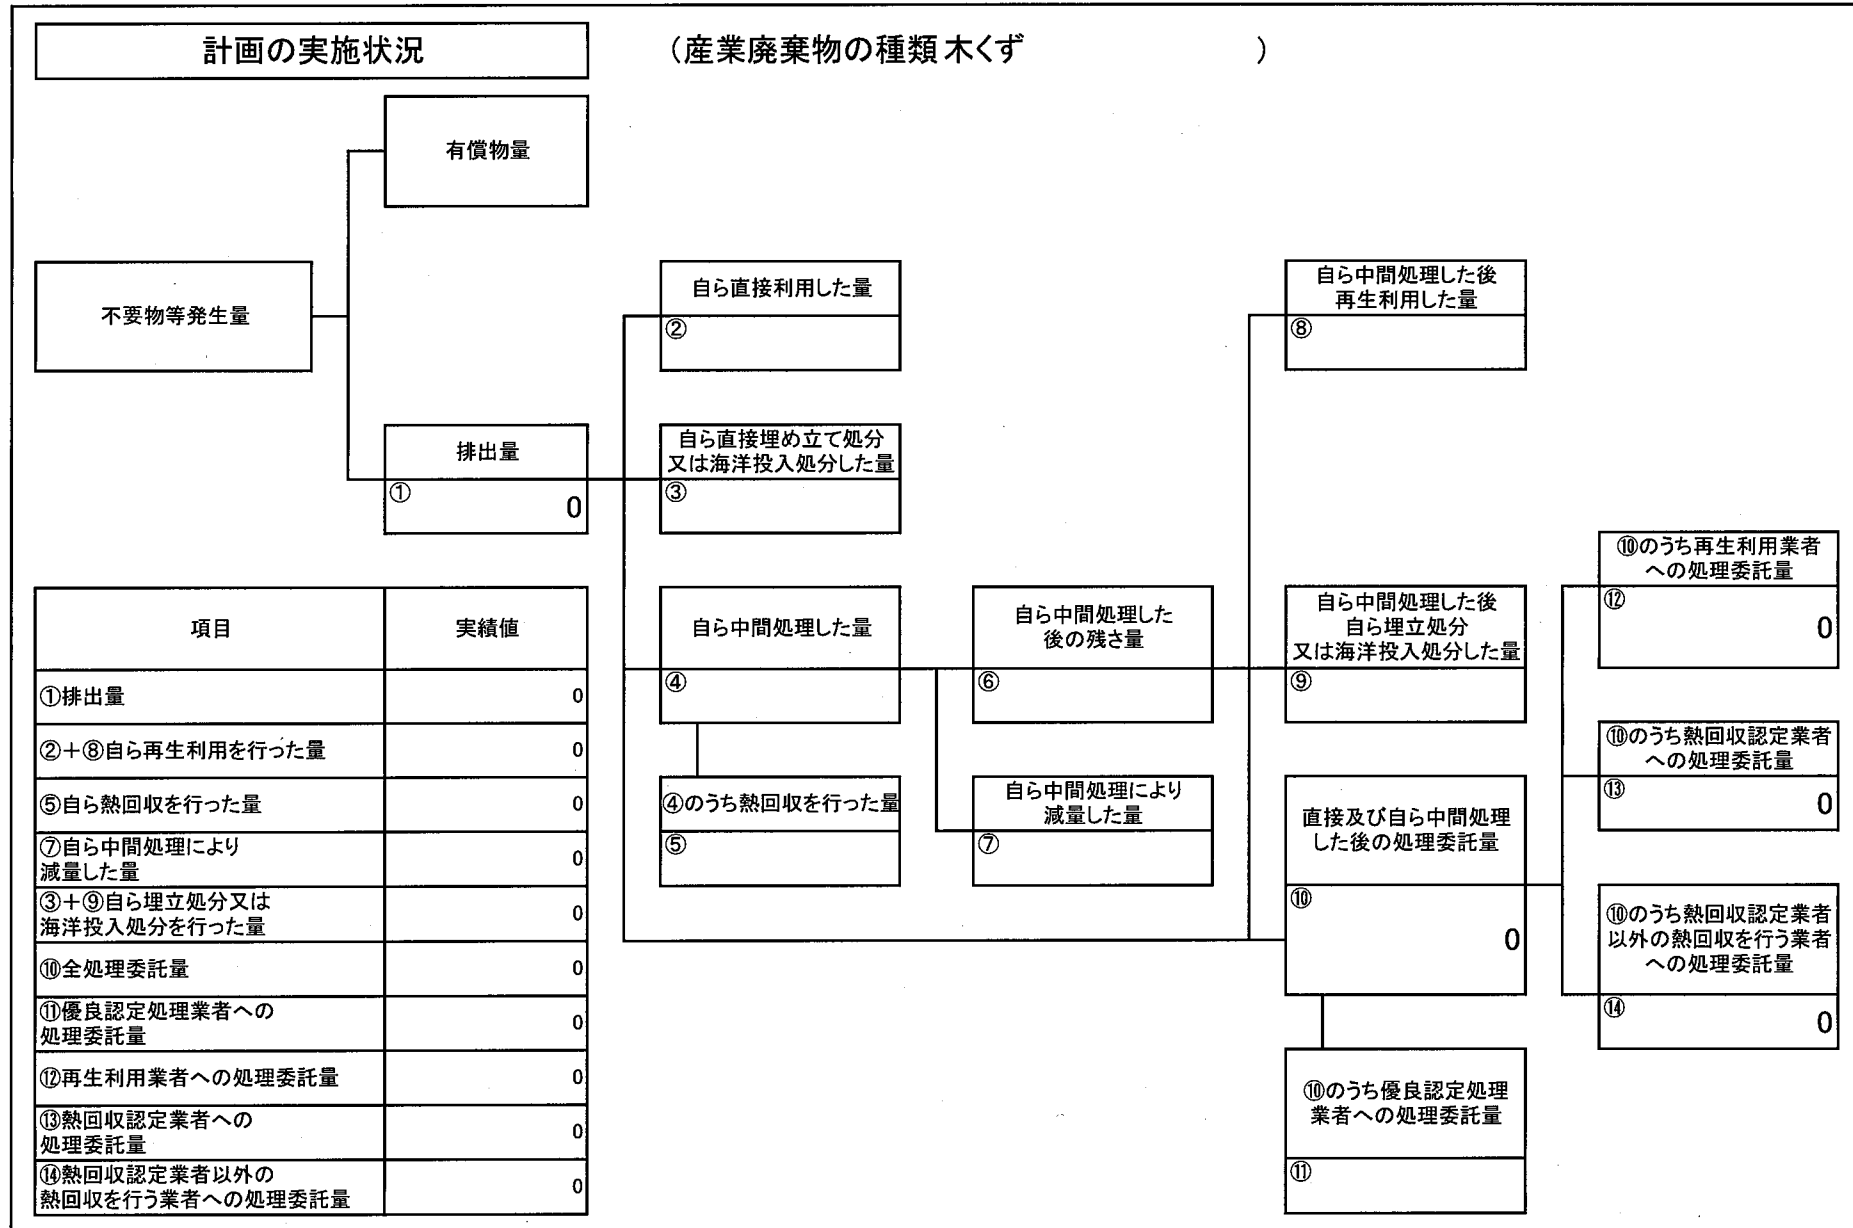 計画の実施状況
（産業廃棄物の種類 木くず　　　　　　　）
有償物量
不要物等発生量
排出量
①
0
自ら直接利用した量
②
自ら直接埋め立て処分
又は海洋投入処分した量
③
自ら中間処理した量
④
④のうち熱回収を行った量
⑤
自ら中間処理した
後の残さ量
⑥
自ら中間処理により
減量した量
⑦
自ら中間処理した後
再生利用した量
⑧
自ら中間処理した後
自ら埋立処分
又は海洋投入処分した量
⑨
直接及び自ら中間処理
した後の処理委託量
⑩
0
⑩のうち優良認定処理
業者への処理委託量
⑪
⑩のうち再生利用業者
への処理委託量
⑫
0
⑩のうち熱回収認定業者
への処理委託量
⑬
0
⑩のうち熱回収認定業者
以外の熱回収を行う業者
への処理委託量
⑭
0
項目 実績値
①排出量 0
②＋⑧自ら再生利用を行った量 0
⑤自ら熱回収を行った量 0
⑦自ら中間処理により
減量した量 0
③＋⑨自ら埋立処分又は
海洋投入処分を行った量 0
⑩全処理委託量 0
⑪優良認定処理業者への
処理委託量 0
⑫再生利用業者への処理委託量 0
⑬熱回収認定業者への
処理委託量 0
⑭熱回収認定業者以外の
熱回収を行う業者への処理委託量 0